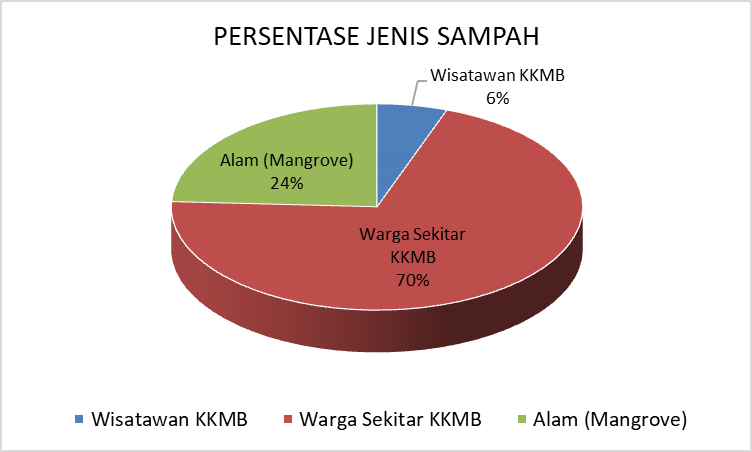 PERSENTASE JENIS SAMPAH
Wisatawan KKMB
6%
Alam (Mangrove)
24%
Warga Sekitar
KKMB
70%
Wisatawan KKMB
Warga Sekitar KKMB
Alam (Mangrove)